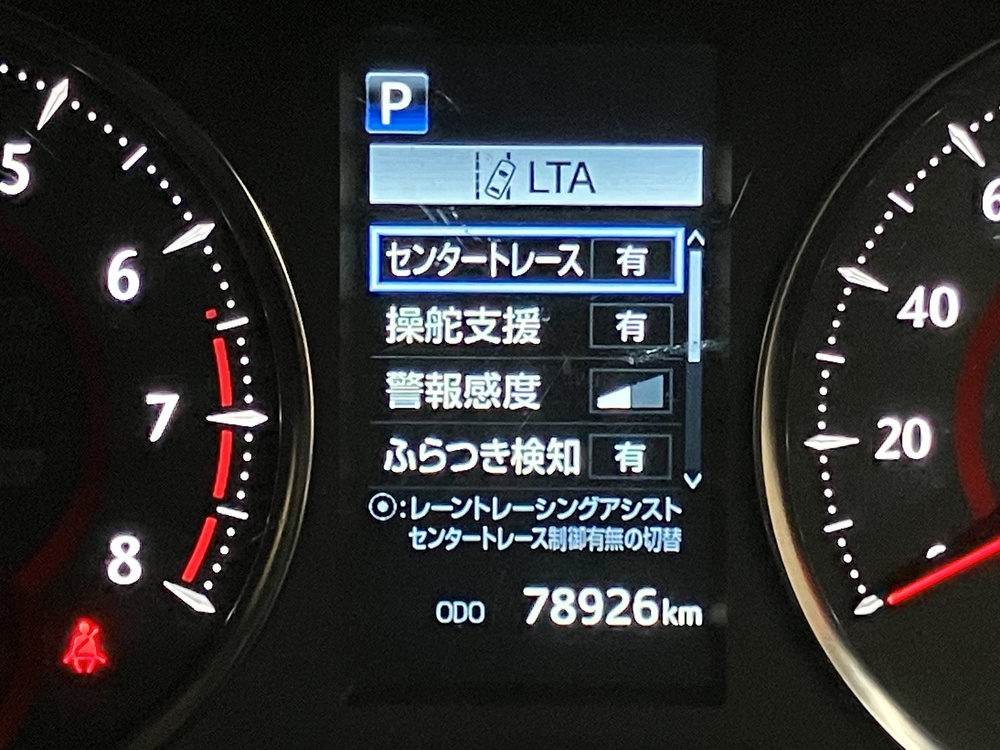 P
LTA
センタートレース 有
操舵支援 有
警報感度
ふらつき検知 有
◉:レーントレーシングアシスト
センタートレース制御有無の切替
ODO 78926km
5
6
7
8
6
40
20